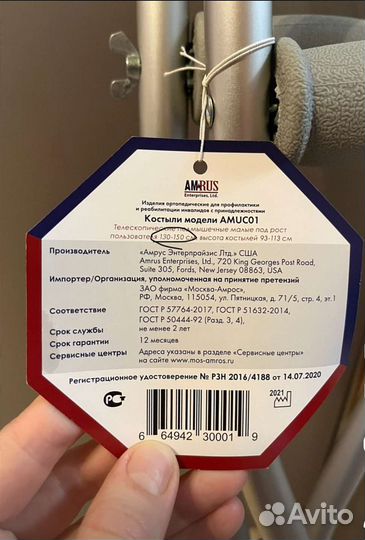 AMRUS
Enterprises, Ltd.
Изделия ортопедические для профилактики
и реабилитации инвалидов с принадлежностями
Костыли модели AMUC01
Телескопические подмышечные малые под рост
пользователя 130-150 см, высота костылей 93-113 см
Производитель «Амрус Энтерпрайзис Лтд.» США
Amrus Enterprises, Ltd., 720 King Georges Post Road,
Suite 305, Fords, New Jersey 08863, USA
Импортер/Организация, уполномоченная на принятие претензий
ЗАО фирма «Москва-Амрос»,
РФ, Москва, 115054, ул. Пятницкая, д. 71/5, стр. 4, эт.1
Соответствие ГОСТ Р 57764-2017, ГОСТ Р 51632-2014,
ГОСТ Р 50444-92 (Разд. 3, 4),
Срок службы не менее 2 лет
Срок гарантии 12 месяцев
Сервисные центры Адреса указаны в разделе «Сервисные центры»
на сайте www.mos-amros.ru
Регистрационное удостоверение № РЗН 2016/4188 от 14.07.2020
2021
6 64942 30001 9
Avito